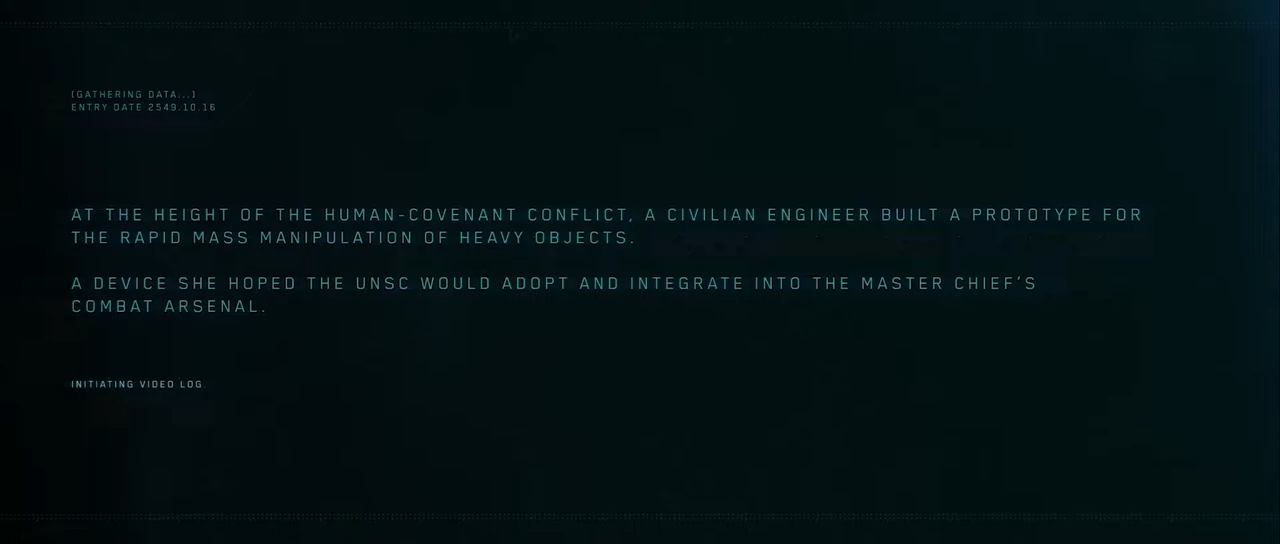 [GATHERING DATA...]
ENTRY DATE 2549.10.16
AT THE HEIGHT OF THE HUMAN-COVENANT CONFLICT, A CIVILIAN ENGINEER BUILT A PROTOTYPE FOR
THE RAPID MASS MANIPULATION OF HEAVY OBJECTS.
A DEVICE SHE HOPED THE UNSC WOULD ADOPT AND INTEGRATE INTO THE MASTER CHIEF'S
COMBAT ARSENAL.
INITIATING VIDEO LOG